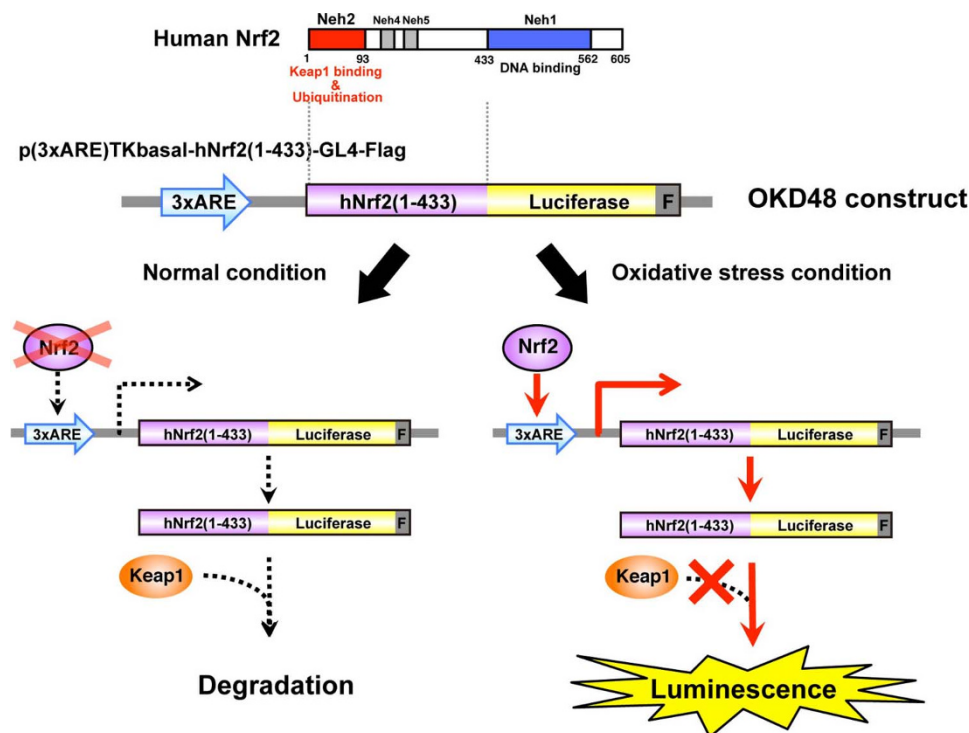 Neh2 Neh4 Neh5 Neh1
Human Nrf2
1 93 433 562 605
Keap1 binding
&
Ubiquitination
DNA binding
p(3xARE)TKbasal-hNrf2(1-433)-GL4-Flag
3xARE hNrf2(1-433) Luciferase F OKD48 construct
Normal condition Oxidative stress condition
Nrf2 Nrf2
3xARE hNrf2(1-433) Luciferase F 3xARE hNrf2(1-433) Luciferase F
hNrf2(1-433) Luciferase F hNrf2(1-433) Luciferase F
Keap1 Keap1
Degradation Luminescence